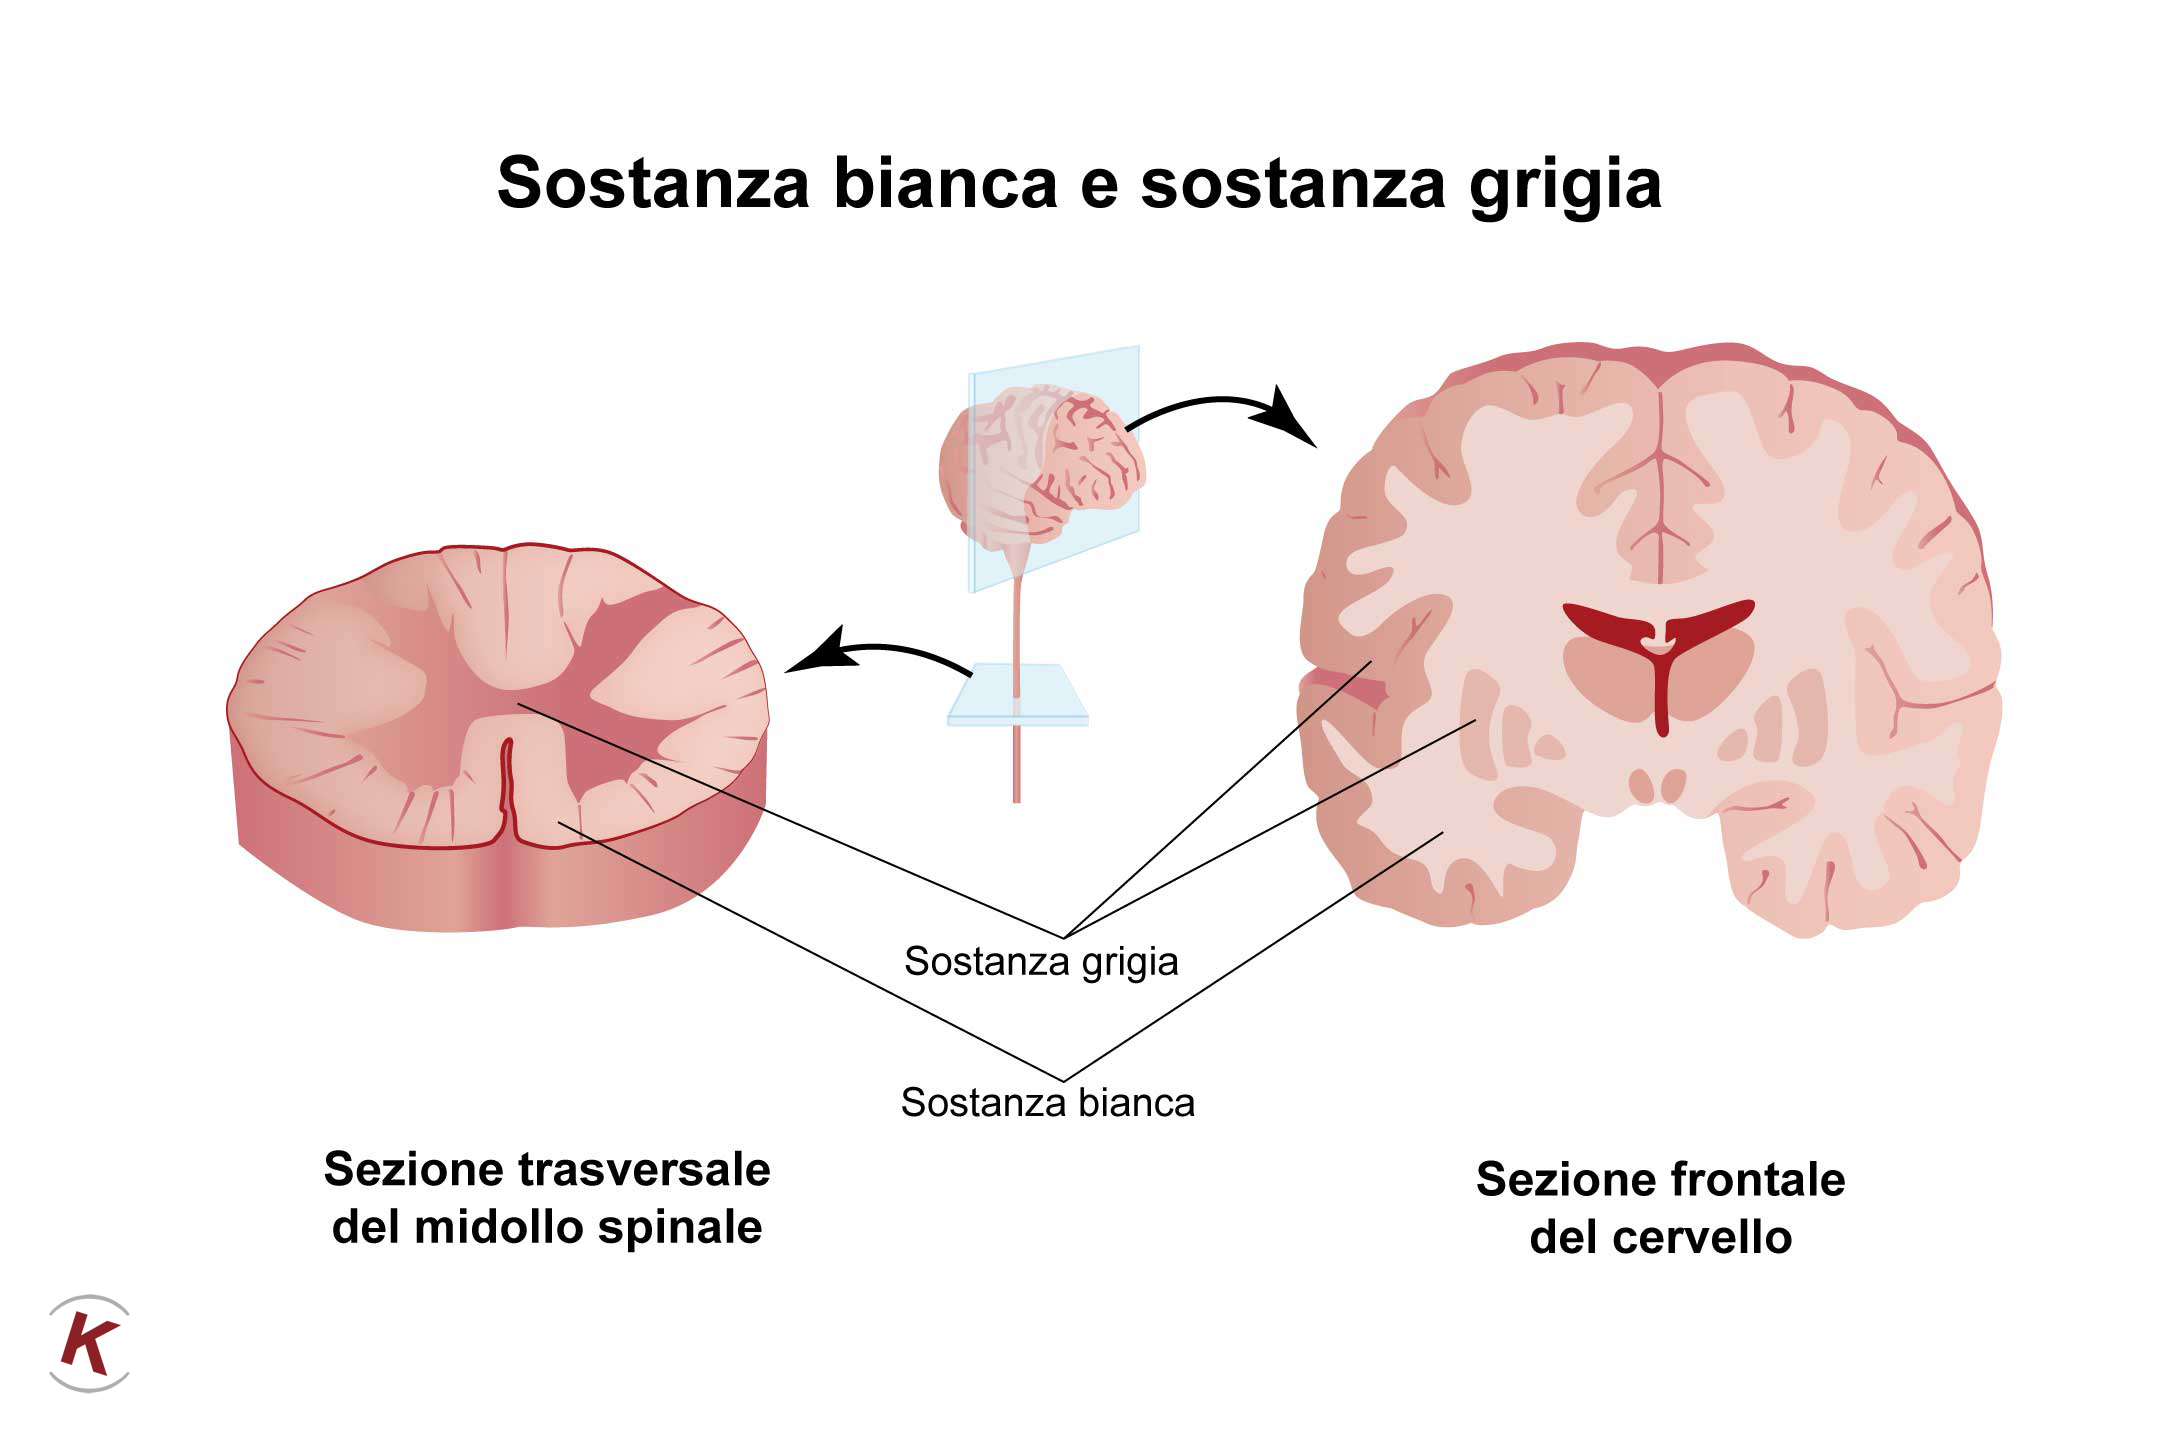 Sostanza bianca e sostanza grigia
Sostanza grigia
Sostanza bianca
Sezione trasversale
del midollo spinale
Sezione frontale
del cervello
K